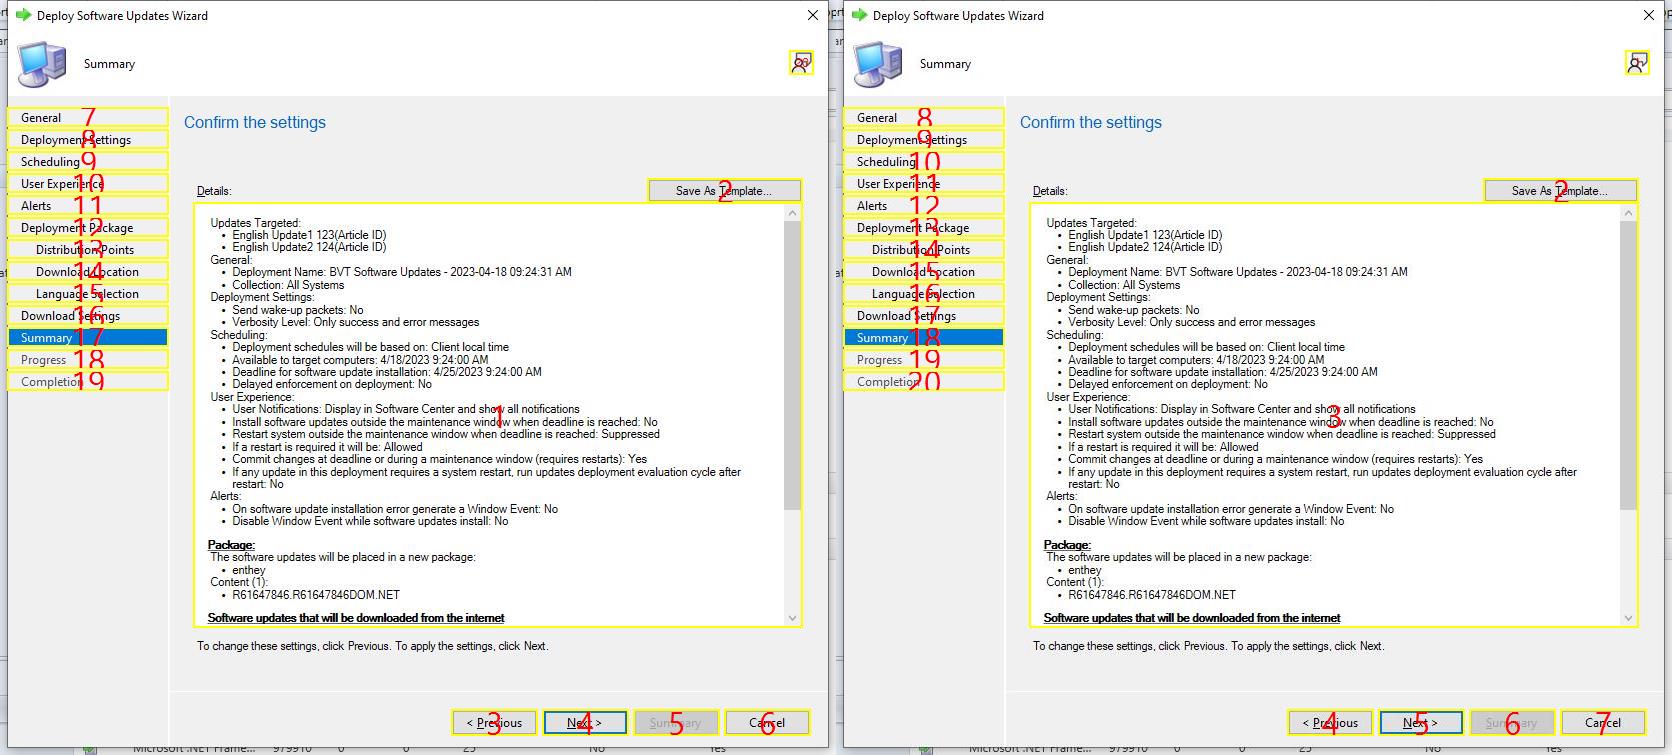 Deploy Software Updates Wizard
Summary
20
General 7
Deployment Settings 8
Scheduling 9
User Experience 10
Alerts 11
Deployment Package 12
Distribution Points 13
Download Location 14
Language Selection 15
Download Settings 16
Summary 17
Progress 18
Completion 19
Confirm the settings
Details:
Save As Template... 2
Updates Targeted:
• English Update1 123(Article ID)
• English Update2 124(Article ID)
General:
• Deployment Name: BVT Software Updates - 2023-04-18 09:24:31 AM
• Collection: All Systems
Deployment Settings:
• Send wake-up packets: No
• Verbosity Level: Only success and error messages
Scheduling:
• Deployment schedules will be based on: Client local time
• Available to target computers: 4/18/2023 9:24:00 AM
• Deadline for software update installation: 4/25/2023 9:24:00 AM
• Delayed enforcement on deployment: No
User Experience:
• User Notifications: Display in Software Center and show all notifications
1
• Install software updates outside the maintenance window when deadline is reached: No
• Restart system outside the maintenance window when deadline is reached: Suppressed
• If a restart is required it will be: Allowed
• Commit changes at deadline or during a maintenance window (requires restarts): Yes
• If any update in this deployment requires a system restart, run updates deployment evaluation cycle after
restart: No
Alerts:
• On software update installation error generate a Window Event: No
• Disable Window Event while software updates install: No
Package:
The software updates will be placed in a new package:
• enthey
Content (1):
• R61647846.R61647846DOM.NET
Software updates that will be downloaded from the internet
To change these settings, click Previous. To apply the settings, click Next.
< Previous 3
Next > 4
Summary 5
Cancel 6
Microsoft .NET Frame... 979910 0 0 25 No Yes
Deploy Software Updates Wizard
Summary
General 8
Deployment Settings 9
Scheduling 10
User Experience 11
Alerts 12
Deployment Package 13
Distribution Points 14
Download Location 15
Language Selection 16
Download Settings 17
Summary 18
Progress 19
Completion 20
Confirm the settings
Details:
Save As Template... 2
Updates Targeted:
• English Update1 123(Article ID)
• English Update2 124(Article ID)
General:
• Deployment Name: BVT Software Updates - 2023-04-18 09:24:31 AM
• Collection: All Systems
Deployment Settings:
• Send wake-up packets: No
• Verbosity Level: Only success and error messages
Scheduling:
• Deployment schedules will be based on: Client local time
• Available to target computers: 4/18/2023 9:24:00 AM
• Deadline for software update installation: 4/25/2023 9:24:00 AM
• Delayed enforcement on deployment: No
User Experience:
• User Notifications: Display in Software Center and show all notifications
3
• Install software updates outside the maintenance window when deadline is reached: No
• Restart system outside the maintenance window when deadline is reached: Suppressed
• If a restart is required it will be: Allowed
• Commit changes at deadline or during a maintenance window (requires restarts): Yes
• If any update in this deployment requires a system restart, run updates deployment evaluation cycle after
restart: No
Alerts:
• On software update installation error generate a Window Event: No
• Disable Window Event while software updates install: No
Package:
The software updates will be placed in a new package:
• enthey
Content (1):
• R61647846.R61647846DOM.NET
Software updates that will be downloaded from the internet
To change these settings, click Previous. To apply the settings, click Next.
< Previous 4
Next > 5
Summary 6
Cancel 7
Microsoft .NET Frame... 979910 0 0 25 No Yes